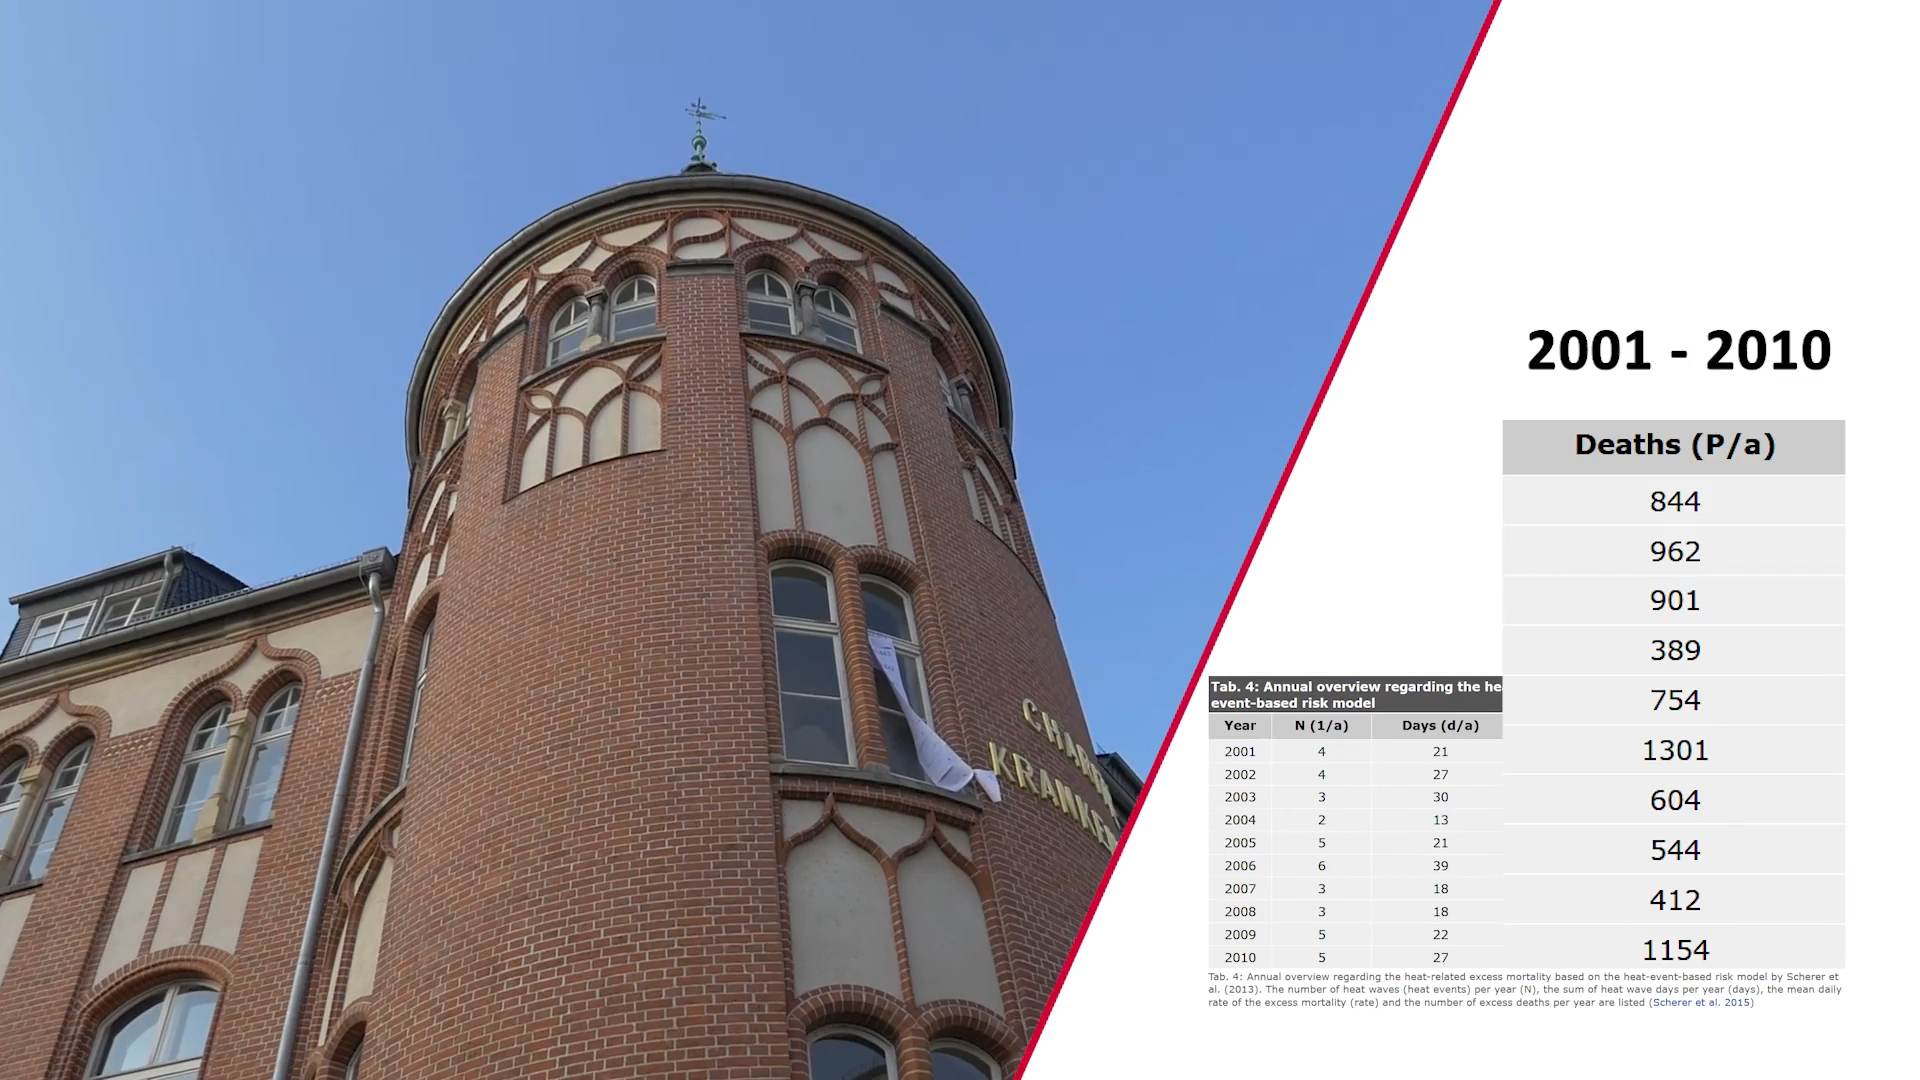 CHARI
KRANKEN
2001 - 2010
Deaths (P/a)
844
962
901
389
754
1301
604
544
412
1154
Tab. 4: Annual overview regarding the he
event-based risk model
Year N (1/a) Days (d/a)
2001 4 21
2002 4 27
2003 3 30
2004 2 13
2005 5 21
2006 6 39
2007 3 18
2008 3 18
2009 5 22
2010 5 27
Tab. 4: Annual overview regarding the heat-related excess mortality based on the heat-event-based risk model by Scherer et
al. (2013). The number of heat waves (heat events) per year (N), the sum of heat wave days per year (days), the mean daily
rate of the excess mortality (rate) and the number of excess deaths per year are listed (Scherer et al. 2015)